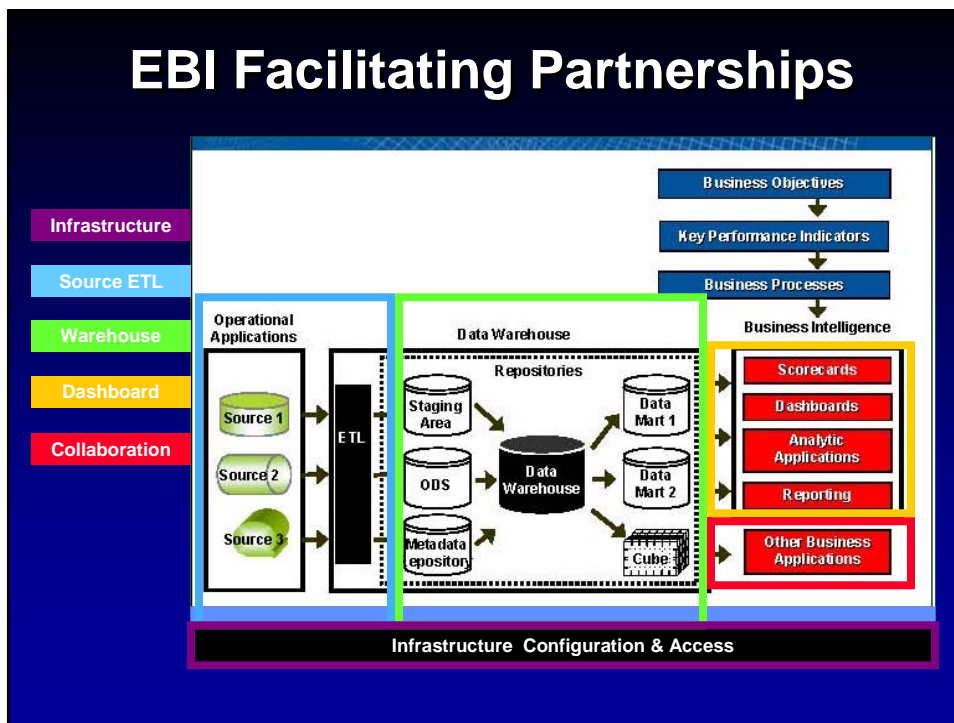 EBI Facilitating Partnerships
Infrastructure
Source ETL
Warehouse
Dashboard
Collaboration
Business Objectives
Key Performance Indicators
Business Processes
Business Intelligence
Operational
Applications
Data Warehouse
Repositories
Source 1
Source 2
Source 3
ETL
Staging
Area
ODS
Metadata
epository
Data
Warehouse
Data
Mart 1
Data
Mart 2
Cube
Scorecards
Dashboards
Analytic
Applications
Reporting
Other Business
Applications
Infrastructure Configuration & Access